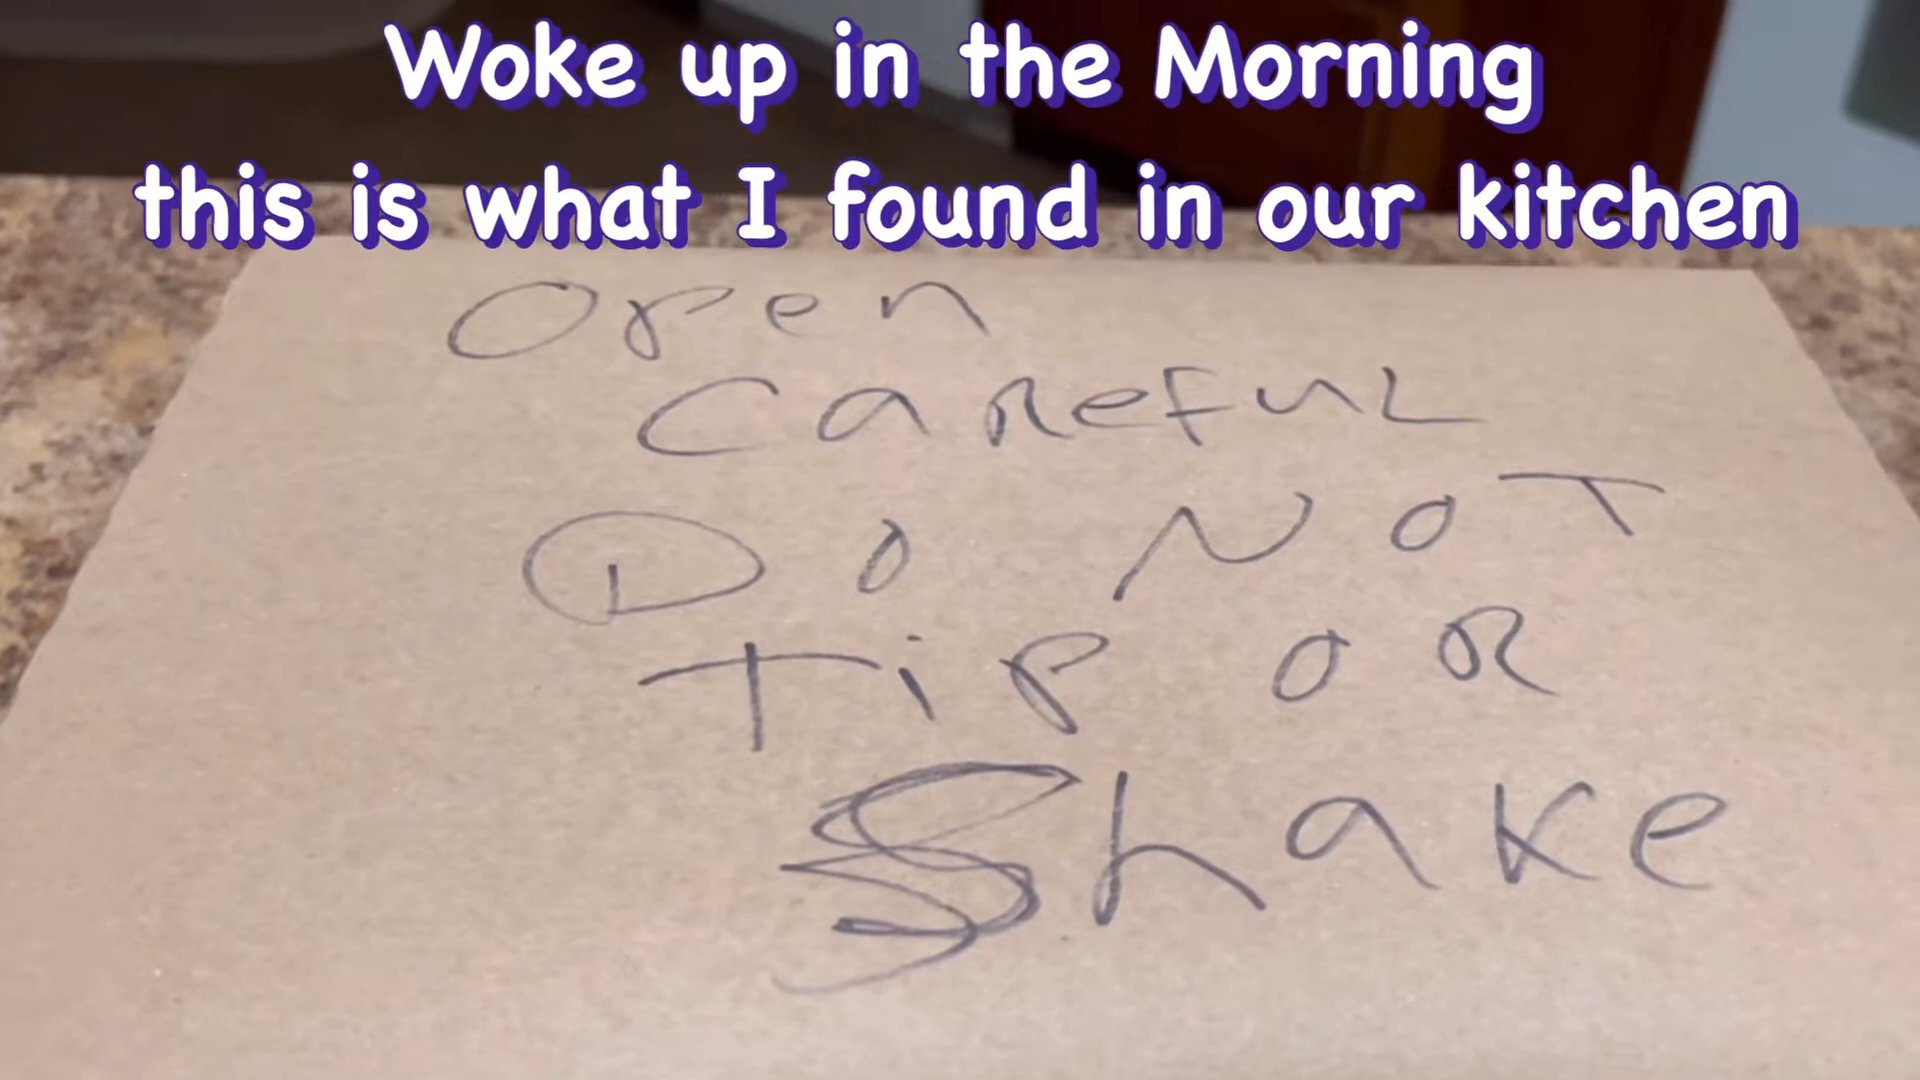 Woke up in the Morning
this is what I found in our kitchen
Open
CAReFuL
DO NOT
TiP OR
Shake